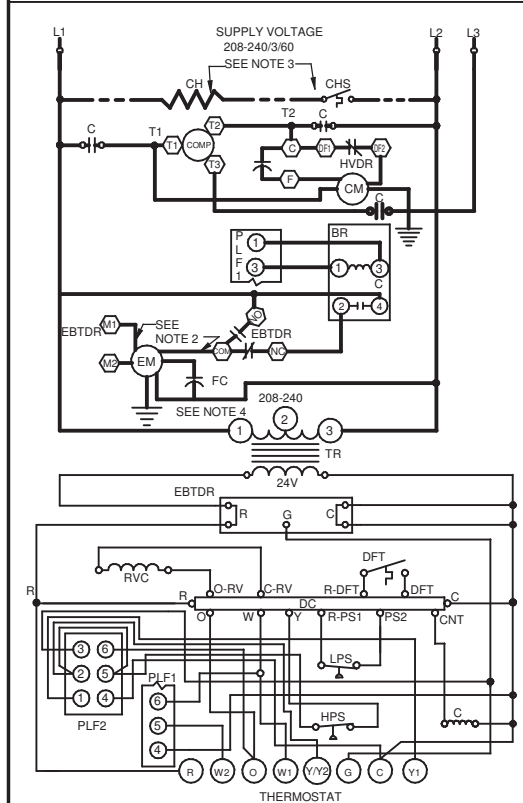 L1
SUPPLY VOLTAGE
208-240/3/60
L2
L3
SEE NOTE 3
CH
CHS
C
T1
T2
C
T1
T2
COMP
T3
C
DF1
DF2
HVDR
F
CM
C
P
L
F
1
1
3
BR
1
3
C
2
4
NO
EBTDR
M1
EBTDR
SEE
NOTE 2
M2
EM
COM
NC
FC
SEE NOTE 4
208-240
1
2
3
TR
24V
EBTDR
R
G
C
DFT
RVC
R
O-RV
C-RV
R-DFT
DFT
R
DC
C
O
W
Y
R-PS1
PS2
CNT
LPS
3
6
2
5
1
4
PLF2
PLF1
6
5
4
HPS
C
R
W2
O
W1
Y/Y2
G
C
Y1
THERMOSTAT